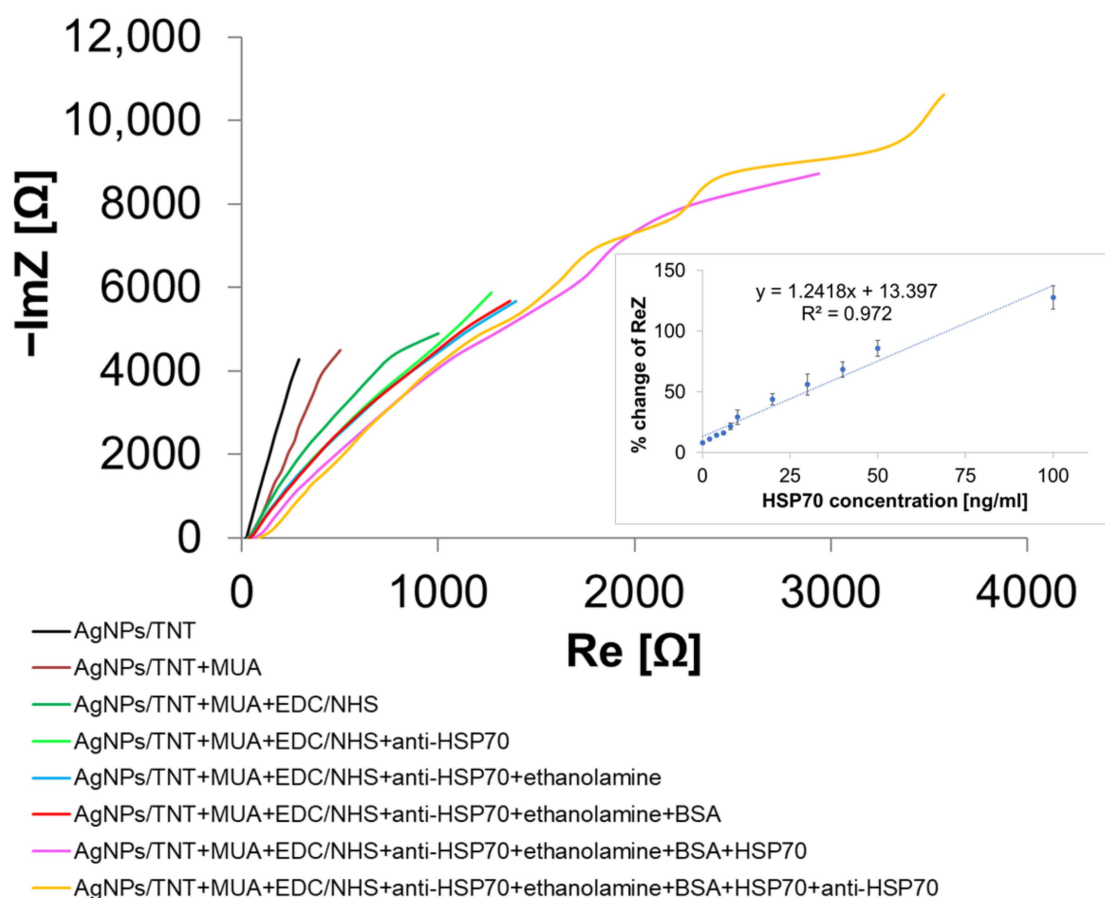 12,000
10,000
8000
6000
4000
2000
0
−ImZ [Ω]
0 1000 2000 3000 4000
Re [Ω]
150
100
50
0
% change of ReZ
y = 1.2418x + 13.397
R² = 0.972
0 25 50 75 100
HSP70 concentration [ng/ml]
AgNPs/TNT
AgNPs/TNT+MUA
AgNPs/TNT+MUA+EDC/NHS
AgNPs/TNT+MUA+EDC/NHS+anti-HSP70
AgNPs/TNT+MUA+EDC/NHS+anti-HSP70+ethanolamine
AgNPs/TNT+MUA+EDC/NHS+anti-HSP70+ethanolamine+BSA
AgNPs/TNT+MUA+EDC/NHS+anti-HSP70+ethanolamine+BSA+HSP70
AgNPs/TNT+MUA+EDC/NHS+anti-HSP70+ethanolamine+BSA+HSP70+anti-HSP70